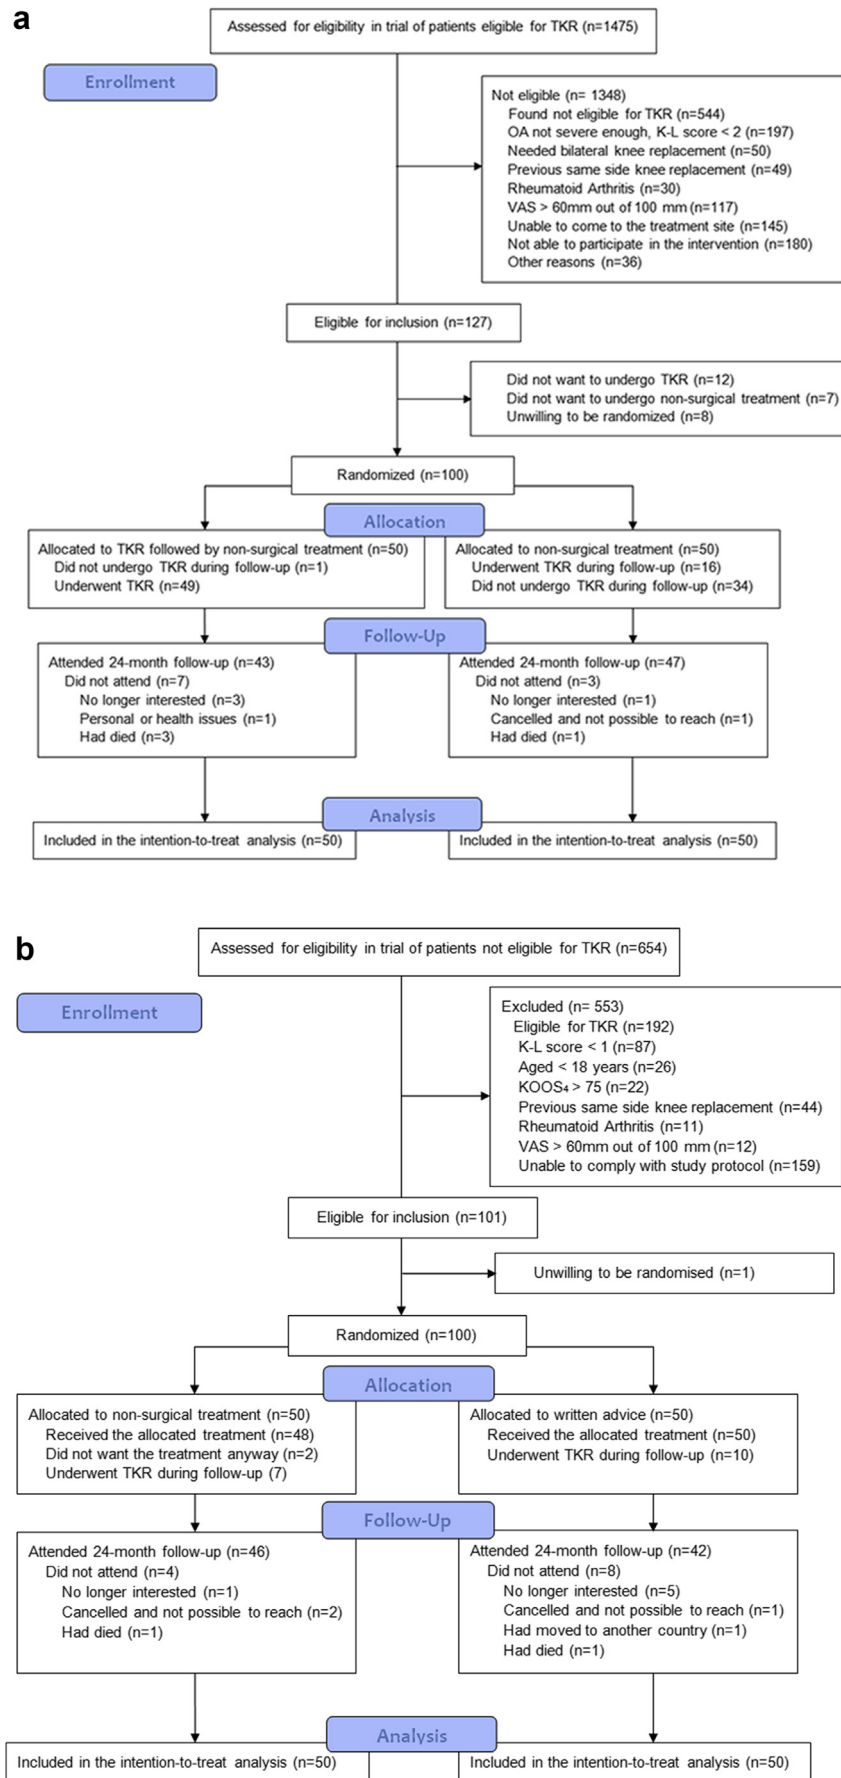 a
Assessed for eligibility in trial of patients eligible for TKR (n=1475)
Enrollment
Not eligible (n= 1348)
Found not eligible for TKR (n=544)
OA not severe enough, K-L score < 2 (n=197)
Needed bilateral knee replacement (n=50)
Previous same side knee replacement (n=49)
Rheumatoid Arthritis (n=30)
VAS > 60mm out of 100 mm (n=117)
Unable to come to the treatment site (n=145)
Not able to participate in the intervention (n=180)
Other reasons (n=36)
Eligible for inclusion (n=127)
Did not want to undergo TKR (n=12)
Did not want to undergo non-surgical treatment (n=7)
Unwilling to be randomized (n=8)
Randomized (n=100)
Allocation
Allocated to TKR followed by non-surgical treatment (n=50)
Did not undergo TKR during follow-up (n=1)
Underwent TKR (n=49)
Allocated to non-surgical treatment (n=50)
Underwent TKR during follow-up (n=16)
Did not undergo TKR during follow-up (n=34)
Follow-Up
Attended 24-month follow-up (n=43)
Did not attend (n=7)
No longer interested (n=3)
Personal or health issues (n=1)
Had died (n=3)
Attended 24-month follow-up (n=47)
Did not attend (n=3)
No longer interested (n=1)
Cancelled and not possible to reach (n=1)
Had died (n=1)
Analysis
Included in the intention-to-treat analysis (n=50)
Included in the intention-to-treat analysis (n=50)
b
Assessed for eligibility in trial of patients not eligible for TKR (n=654)
Enrollment
Excluded (n= 553)
Eligible for TKR (n=192)
K-L score < 1 (n=87)
Aged < 18 years (n=26)
KOOS₄ > 75 (n=22)
Previous same side knee replacement (n=44)
Rheumatoid Arthritis (n=11)
VAS > 60mm out of 100 mm (n=12)
Unable to comply with study protocol (n=159)
Eligible for inclusion (n=101)
Unwilling to be randomised (n=1)
Randomized (n=100)
Allocation
Allocated to non-surgical treatment (n=50)
Received the allocated treatment (n=48)
Did not want the treatment anyway (n=2)
Underwent TKR during follow-up (7)
Allocated to written advice (n=50)
Received the allocated treatment (n=50)
Underwent TKR during follow-up (n=10)
Follow-Up
Attended 24-month follow-up (n=46)
Did not attend (n=4)
No longer interested (n=1)
Cancelled and not possible to reach (n=2)
Had died (n=1)
Attended 24-month follow-up (n=42)
Did not attend (n=8)
No longer interested (n=5)
Cancelled and not possible to reach (n=1)
Had moved to another country (n=1)
Had died (n=1)
Analysis
Included in the intention-to-treat analysis (n=50)
Included in the intention-to-treat analysis (n=50)